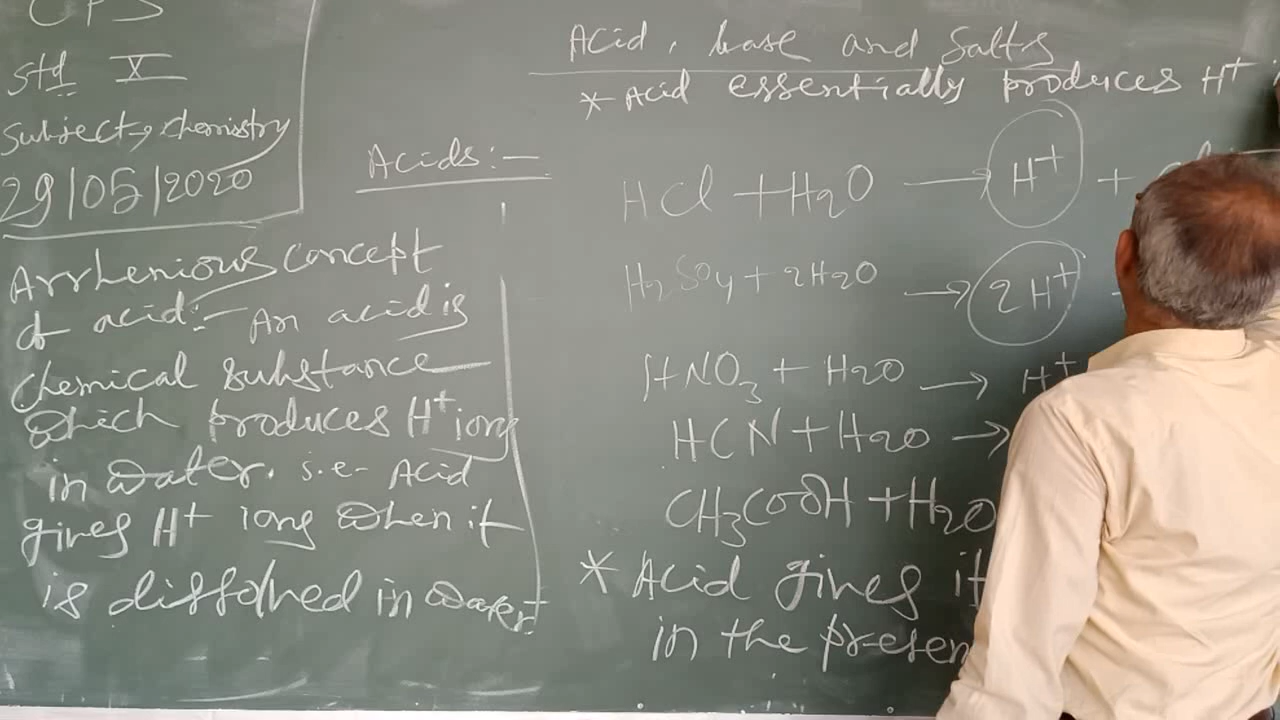 CPS
Std X
Subject → chemistry
29/05/2020
Arrhenious concept
of acid:- An acid is
Chemical substance
which produces H+ ions
in water. i.e- Acid
gives H+ ions when it
is dissolved in water
Acids:-
Acid, base and Salts
* Acid essentially produces H+
HCl + H2O → H+ +
H2SO4 + 2H2O → 2H+
HNO3 + H2O → H+
HCN + H2O →
CH3COOH + H2O
* Acid gives
in the